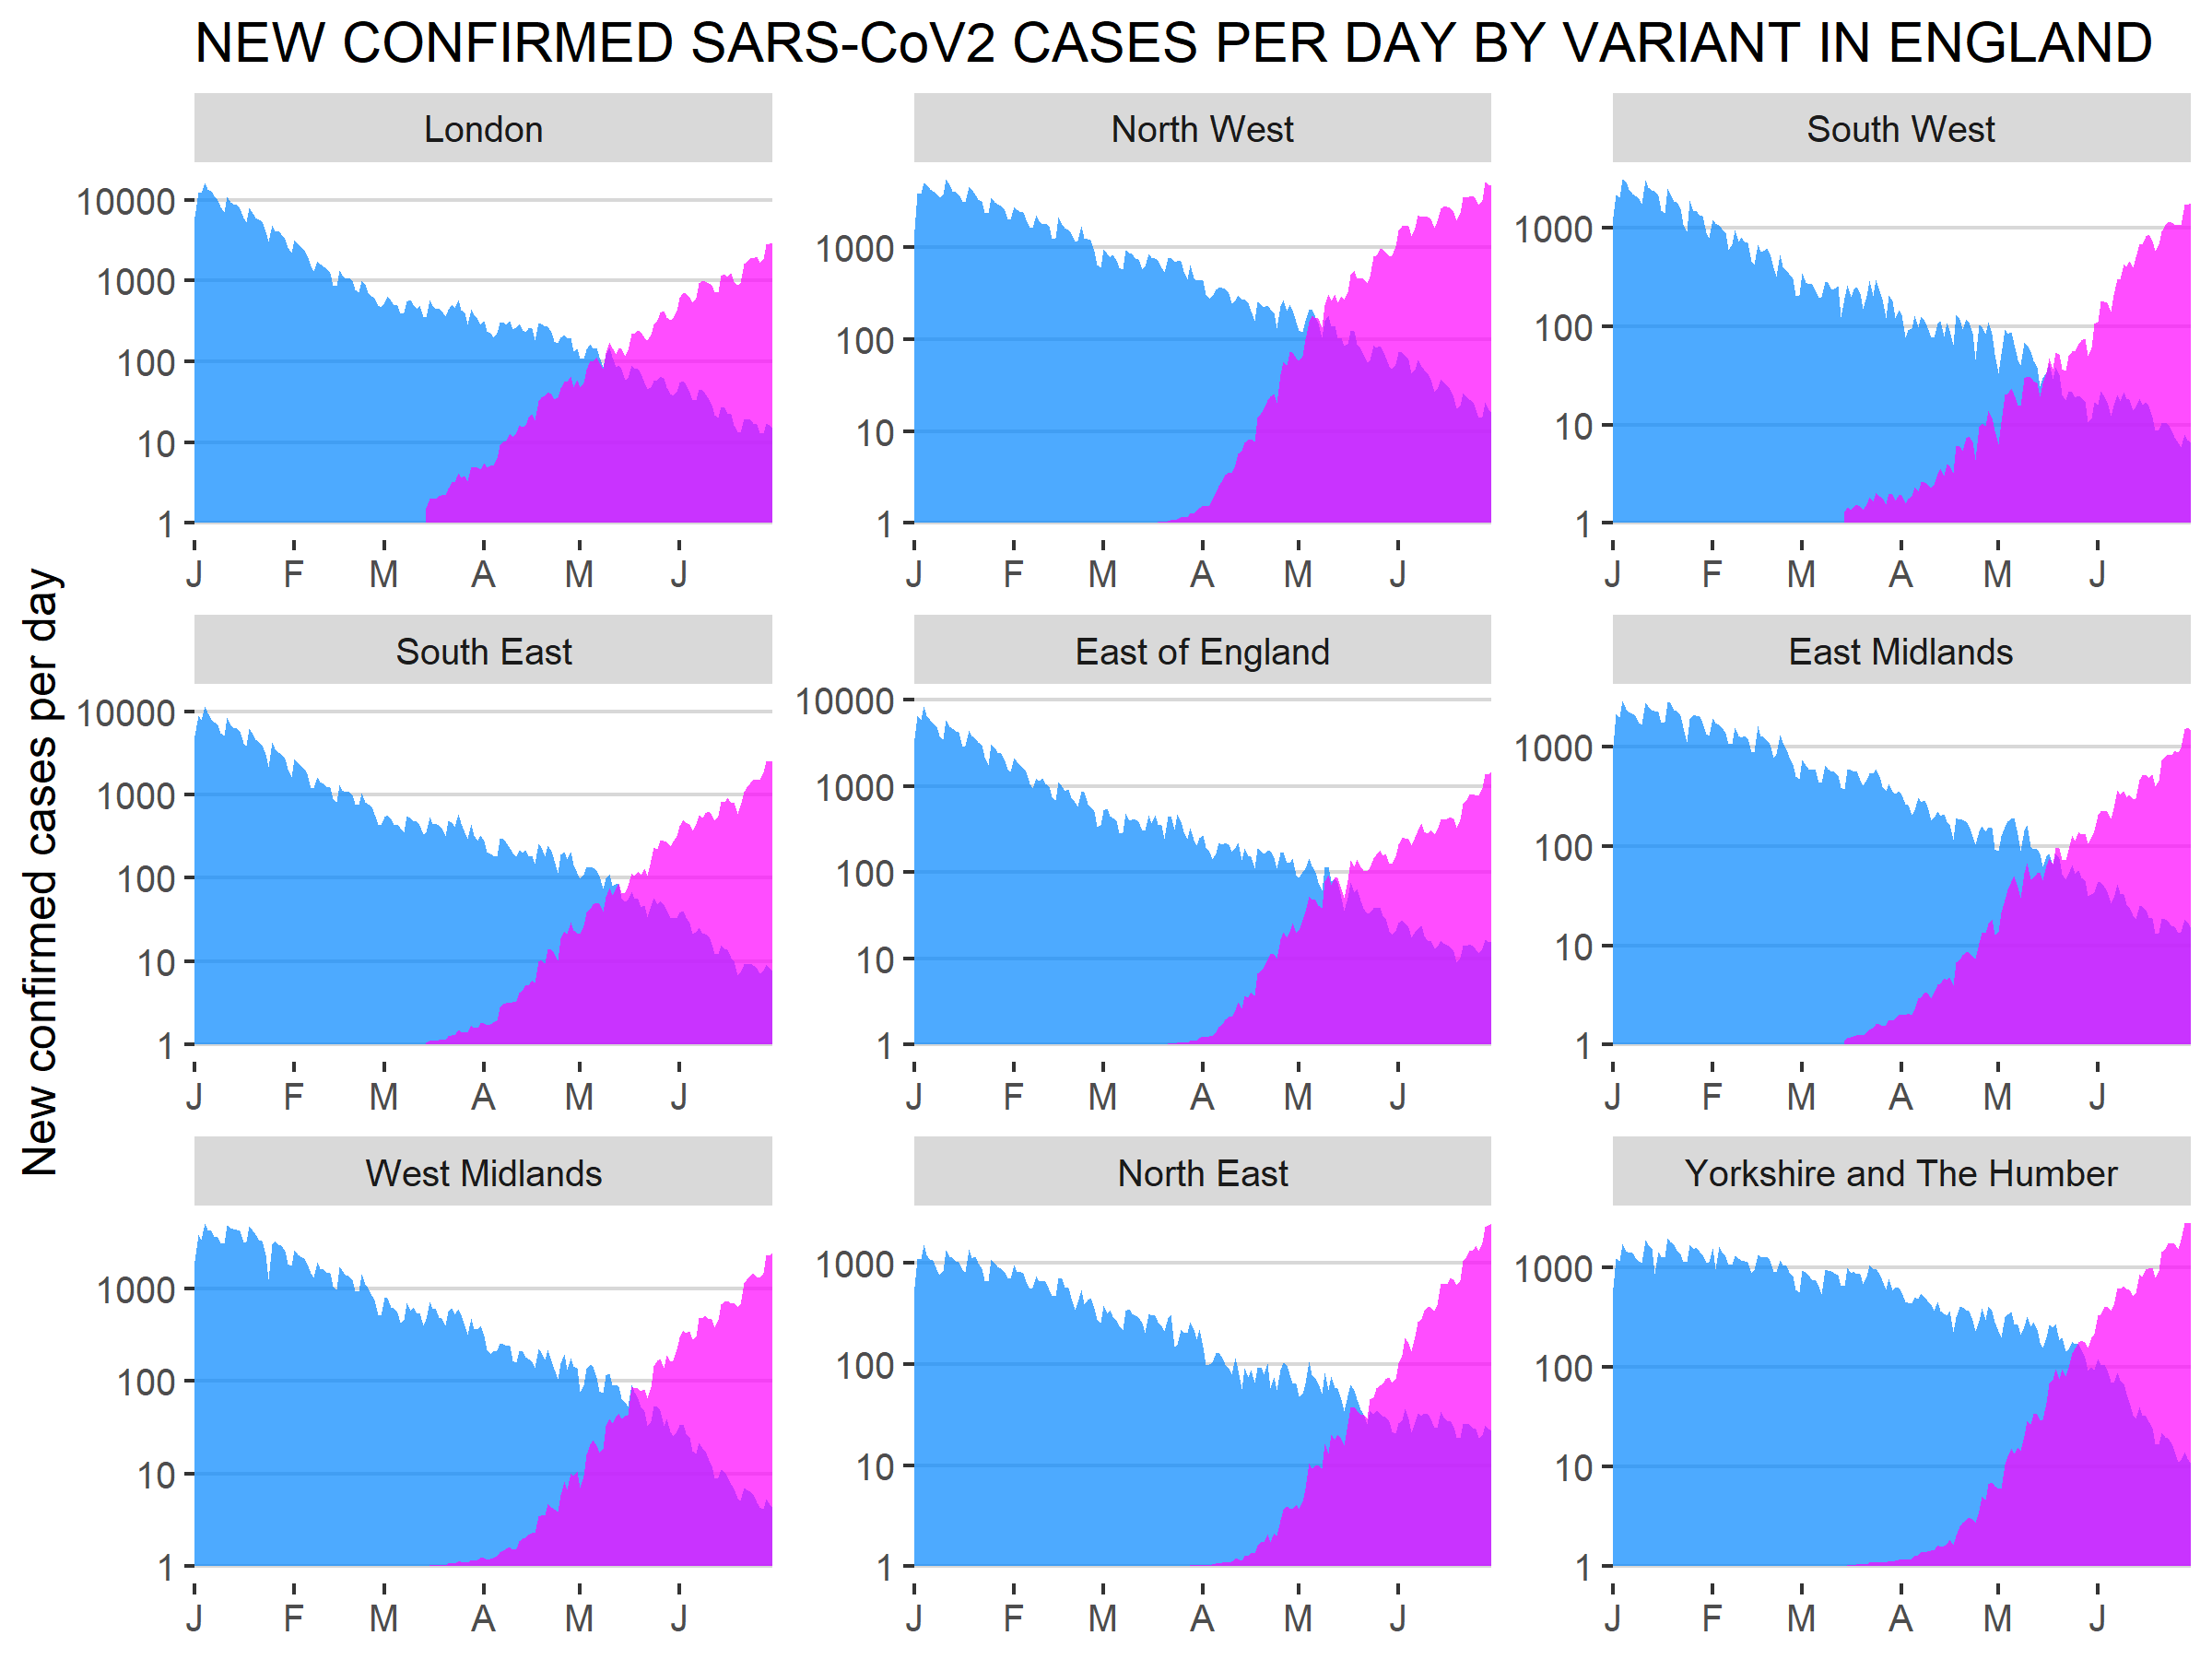 NEW CONFIRMED SARS-CoV2 CASES PER DAY BY VARIANT IN ENGLAND
New confirmed cases per day
London
10000
1000
100
10
1
J F M A M J
North West
1000
100
10
1
J F M A M J
South West
1000
100
10
1
J F M A M J
South East
10000
1000
100
10
1
J F M A M J
East of England
10000
1000
100
10
1
J F M A M J
East Midlands
1000
100
10
1
J F M A M J
West Midlands
1000
100
10
1
J F M A M J
North East
1000
100
10
1
J F M A M J
Yorkshire and The Humber
1000
100
10
1
J F M A M J